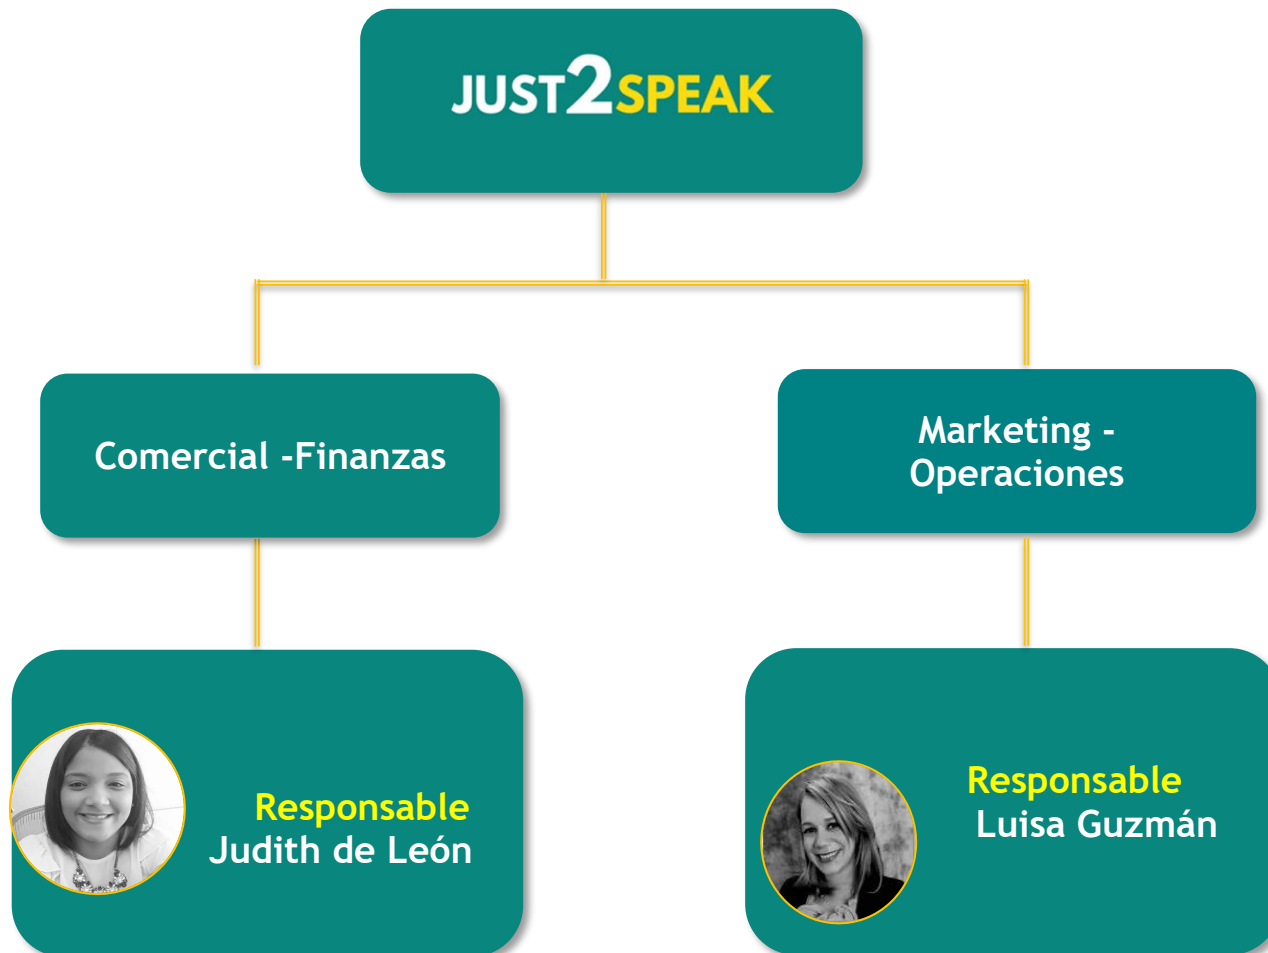 JUST2SPEAK
Comercial -Finanzas
Marketing -
Operaciones
Responsable
Judith de León
Responsable
Luisa Guzmán